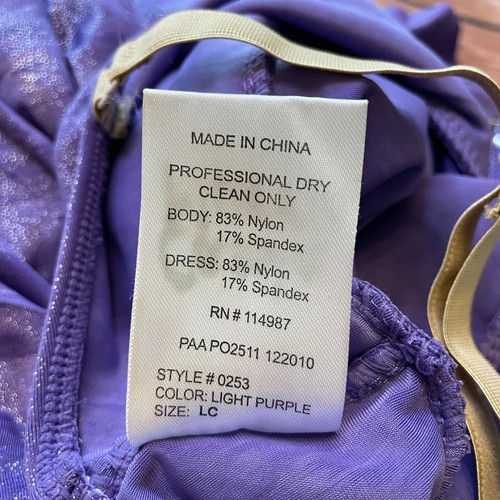 MADE IN CHINA
PROFESSIONAL DRY
CLEAN ONLY
BODY: 83% Nylon
17% Spandex
DRESS: 83% Nylon
17% Spandex
RN # 114987
PAA PO2511 122010
STYLE # 0253
COLOR: LIGHT PURPLE
SIZE: LC